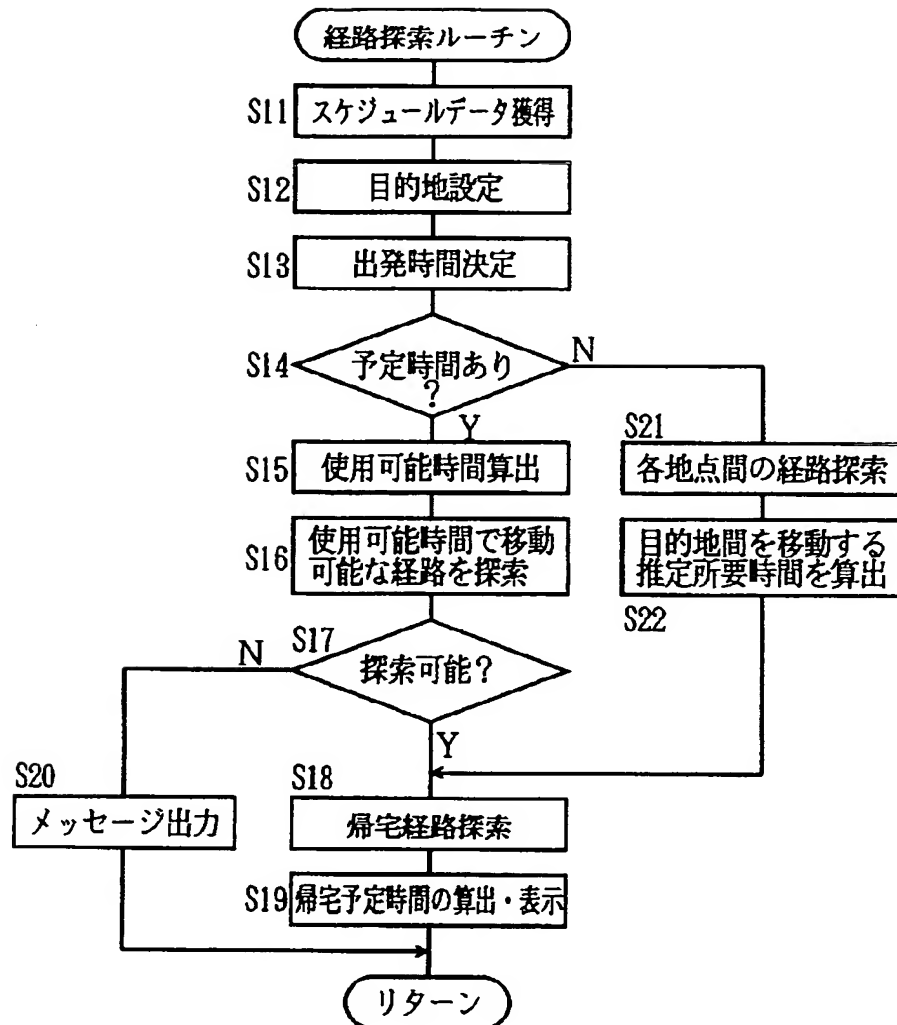 経路探索ルーチン
S11
スケジュールデータ獲得
S12
目的地設定
S13
出発時間決定
S14
予定時間あり
?
N
Y
S15
使用可能時間算出
S16
使用可能時間で移動
可能な経路を探索
S21
各地点間の経路探索
目的地間を移動する
推定所要時間を算出
S22
S17
探索可能?
N
Y
S20
メッセージ出力
S18
帰宅経路探索
S19
帰宅予定時間の算出・表示
リターン